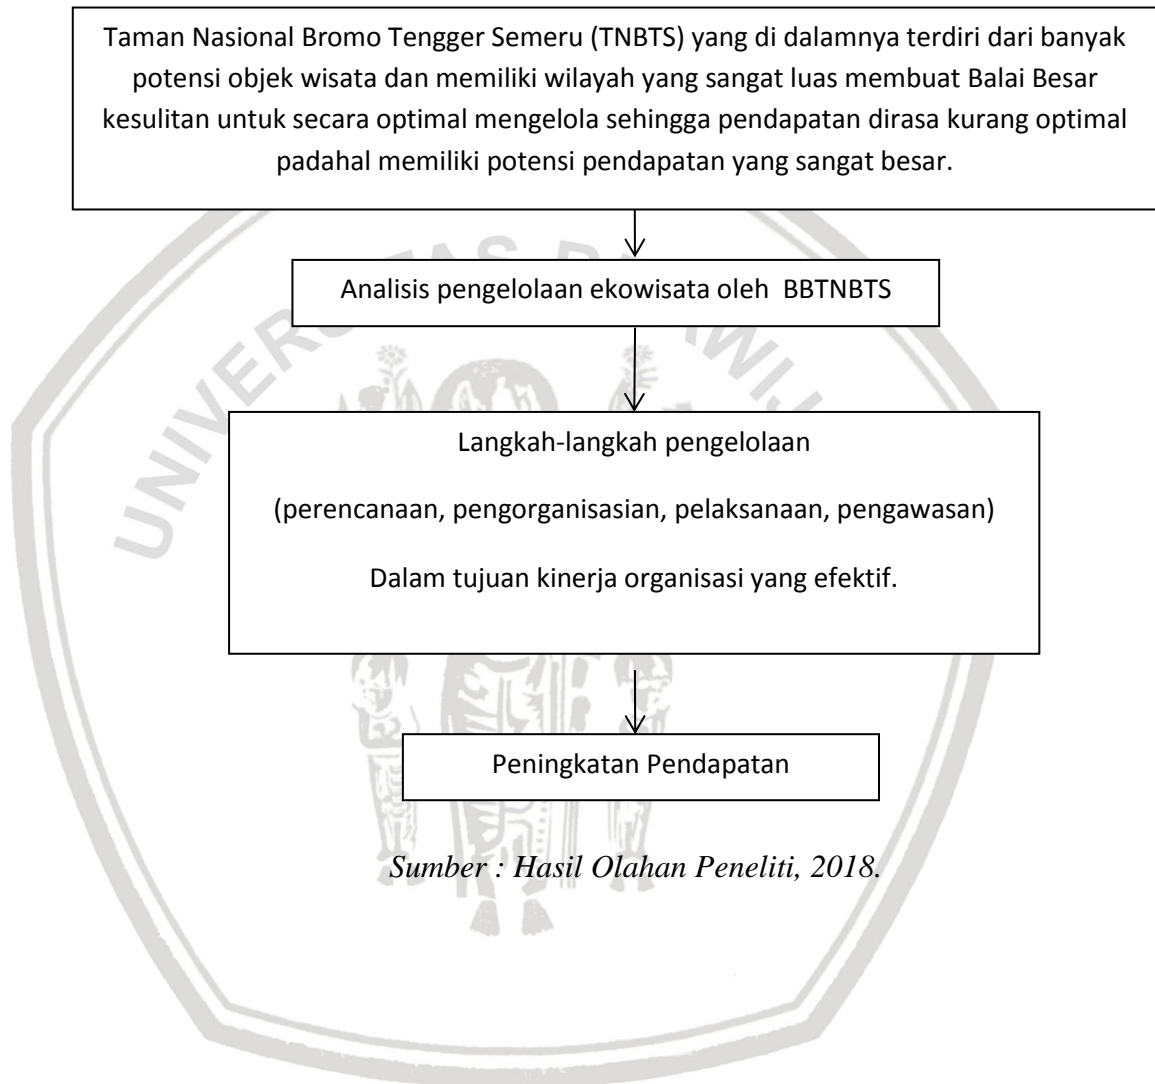 Taman Nasional Bromo Tengger Semeru (TNBTS) yang di dalamnya terdiri dari banyak
potensi objek wisata dan memiliki wilayah yang sangat luas membuat Balai Besar
kesulitan untuk secara optimal mengelola sehingga pendapatan dirasa kurang optimal
padahal memiliki potensi pendapatan yang sangat besar.
Analisis pengelolaan ekowisata oleh  BBTNBTS
Langkah-langkah pengelolaan
(perencanaan, pengorganisasian, pelaksanaan, pengawasan)
Dalam tujuan kinerja organisasi yang efektif.
Peningkatan Pendapatan
Sumber : Hasil Olahan Peneliti, 2018.